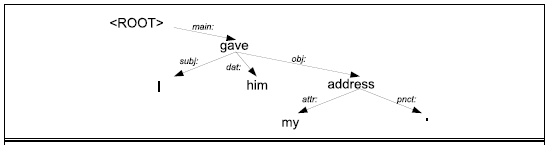 <ROOT>
main:
gave
subj:
dat:
obj:
I
him
address
attr:
pnct:
my
.